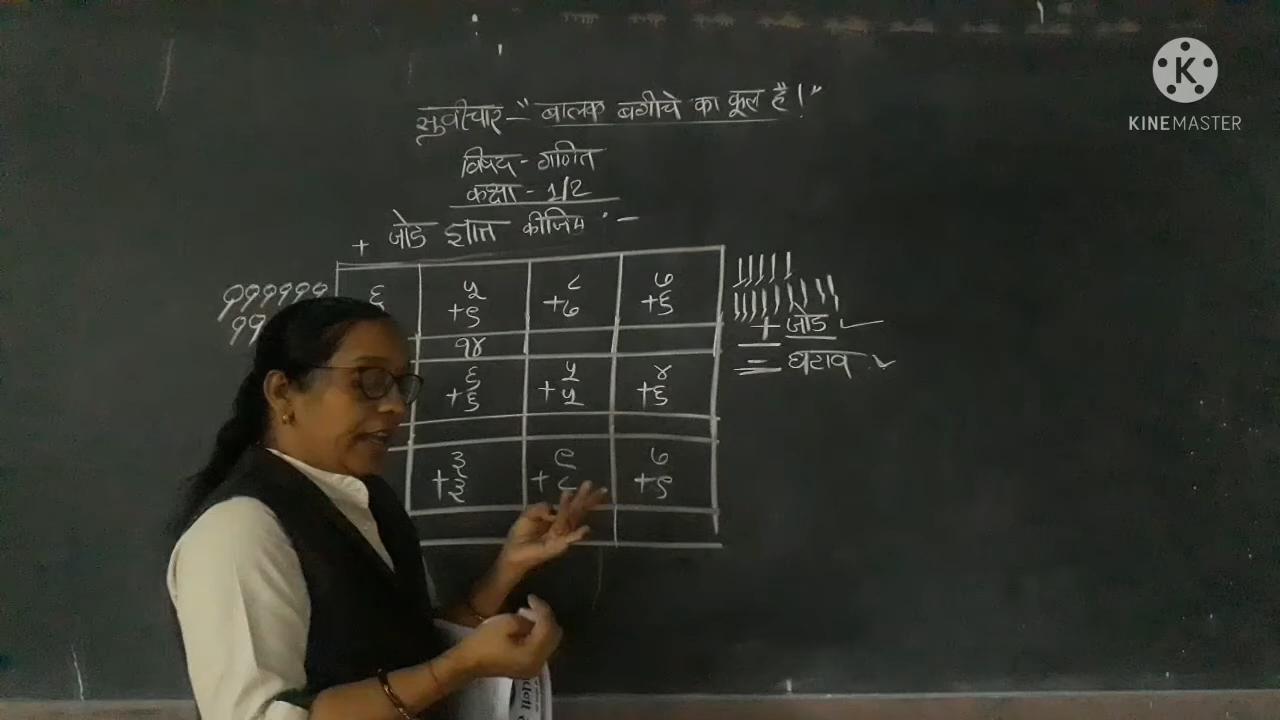 सुवीचार - "बालक बगीचे का फूल है!"
KINEMASTER
विषय - गणित
कक्षा - 1/2
+ जोड ज्ञात कीजिए :-
६ ५ ८ ७
+९ +७ +६
१४
+ जोड ✓
= घटाव ✓
६ ५ ४
+६ +५ +६
३ ९ ७
+३ +८ +९